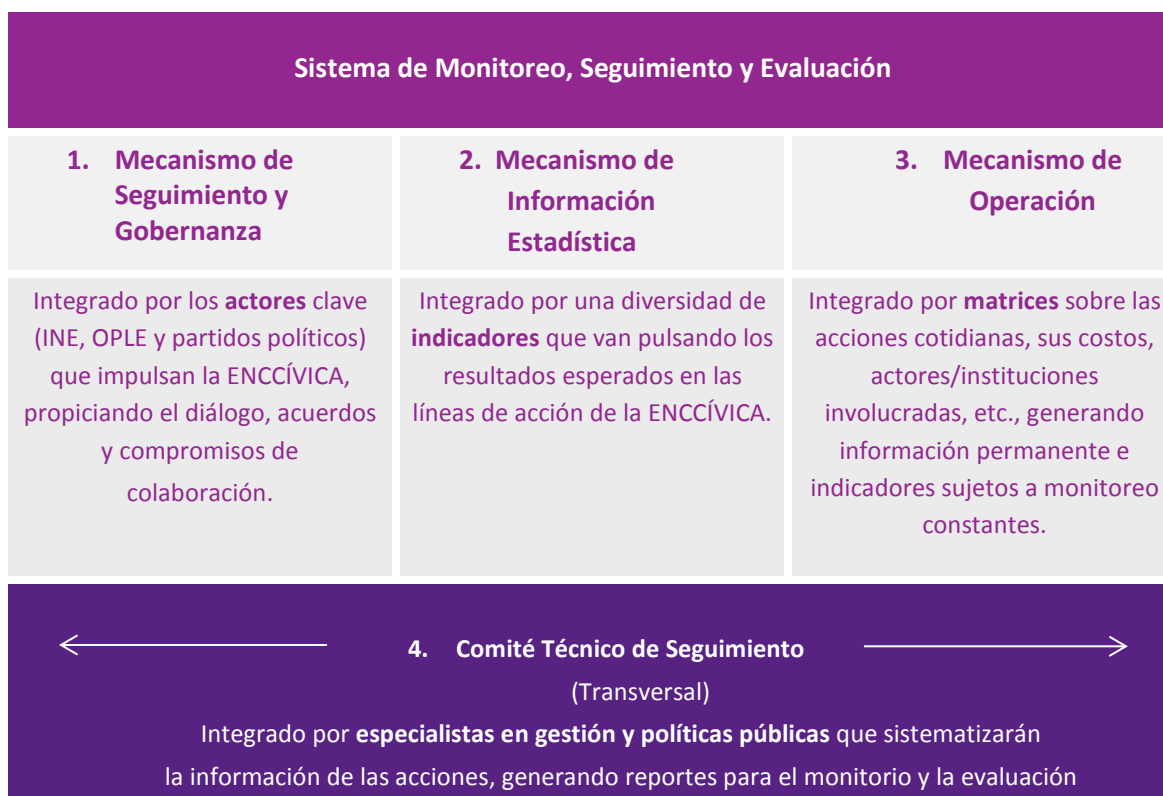 Sistema de Monitoreo, Seguimiento y Evaluación
1. Mecanismo de
Seguimiento y
Gobernanza
2. Mecanismo de
Información
Estadística
3. Mecanismo de
Operación
Integrado por los actores clave
(INE, OPLE y partidos políticos)
que impulsan la ENCCÍVICA,
propiciando el diálogo, acuerdos
y compromisos de
colaboración.
Integrado por una diversidad de
indicadores que van pulsando los
resultados esperados en las
líneas de acción de la ENCCÍVICA.
Integrado por matrices sobre las
acciones cotidianas, sus costos,
actores/instituciones
involucradas, etc., generando
información permanente e
indicadores sujetos a monitoreo
constantes.
4. Comité Técnico de Seguimiento
(Transversal)
Integrado por especialistas en gestión y políticas públicas que sistematizarán
la información de las acciones, generando reportes para el monitorio y la evaluación